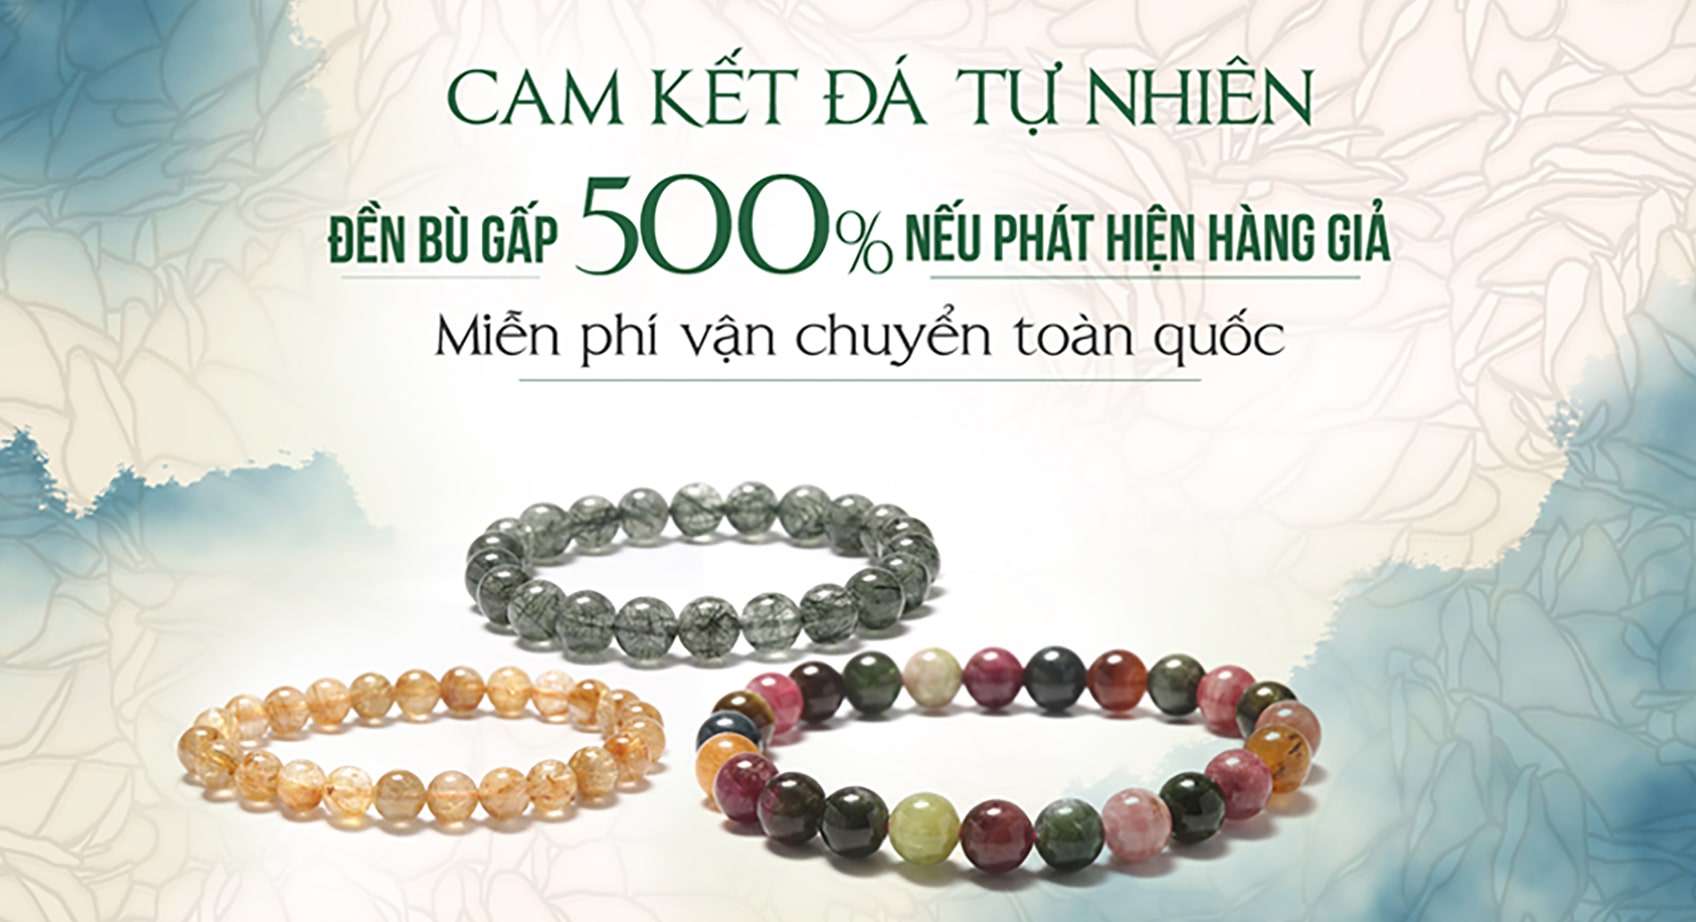 CAM KẾT ĐÁ TỰ NHIÊN
ĐỀN BÙ GẤP 500% NẾU PHÁT HIỆN HÀNG GIẢ
Miễn phí vận chuyển toàn quốc